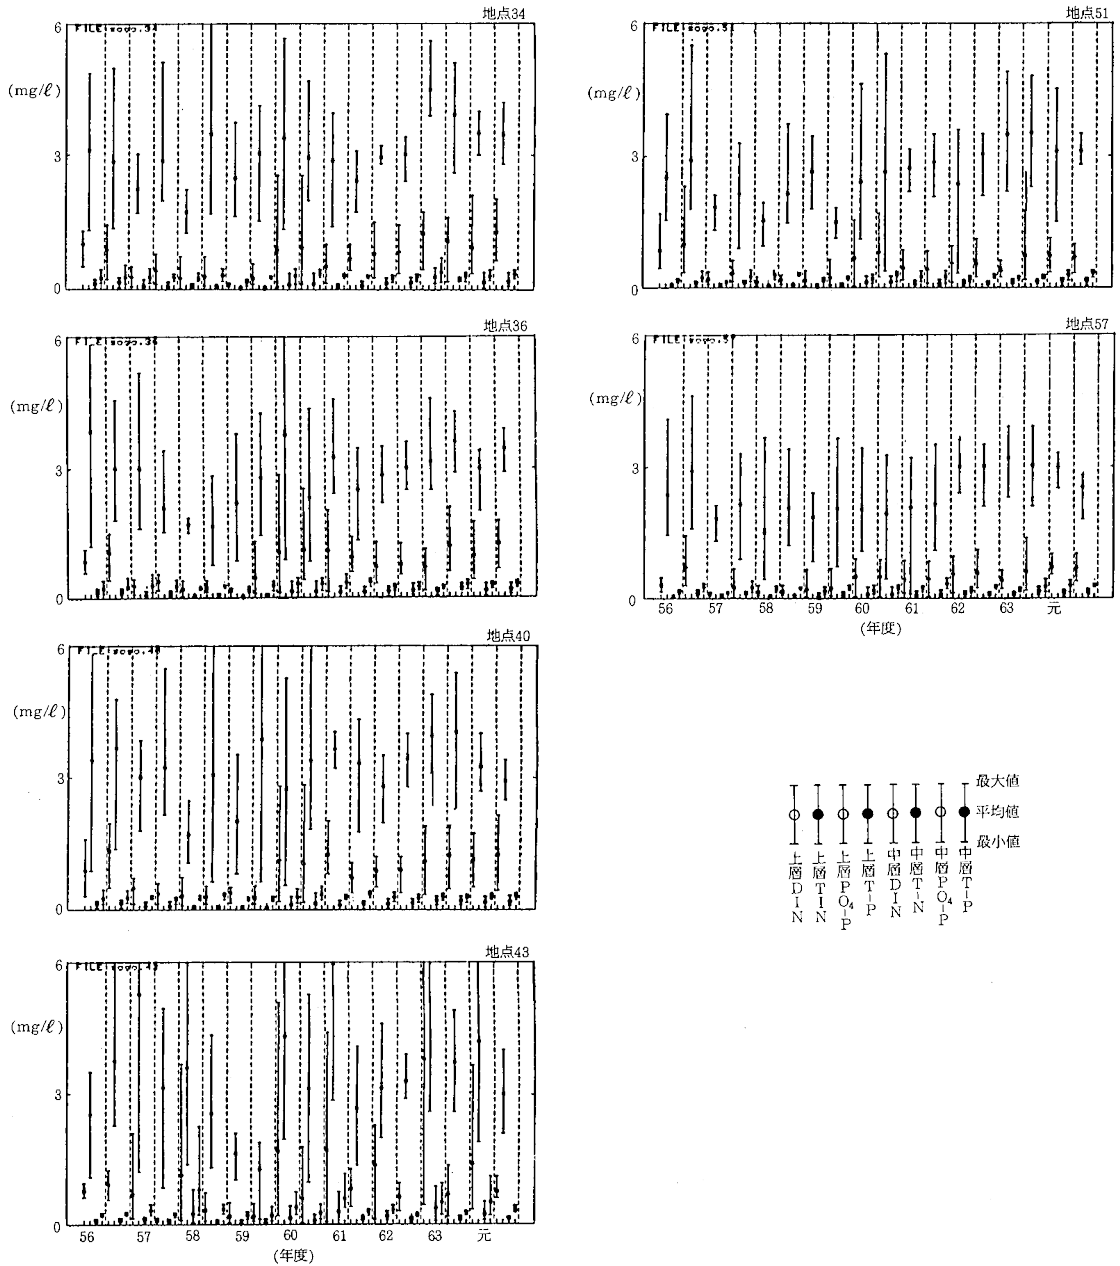 地点34
6
(mg/ℓ)
3
0
地点36
6
(mg/ℓ)
3
0
地点40
6
(mg/ℓ)
3
0
地点43
6
(mg/ℓ)
3
0
56 57 58 59 60 61 62 63 元
(年度)
地点51
6
(mg/ℓ)
3
0
地点57
6
(mg/ℓ)
3
0
56 57 58 59 60 61 62 63 元
(年度)
最大値
平均値
最小値
上層DIN
上層TIN
上層PO₄-P
上層T-P
中層DIN
中層T-N
中層PO₄-P
中層T-P